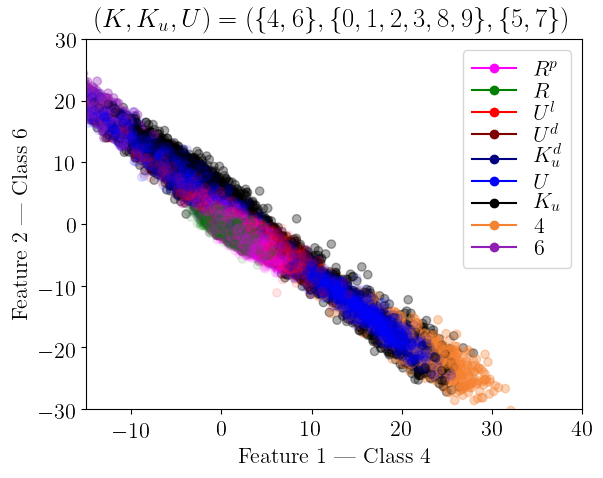 (K, K_u, U) = ({4, 6}, {0, 1, 2, 3, 8, 9}, {5, 7})
30
20
10
0
−10
−20
−30
Feature 2 — Class 6
R^p
R
U^l
U^d
K_u^d
U
K_u
4
6
−10
0
10
20
30
40
Feature 1 — Class 4